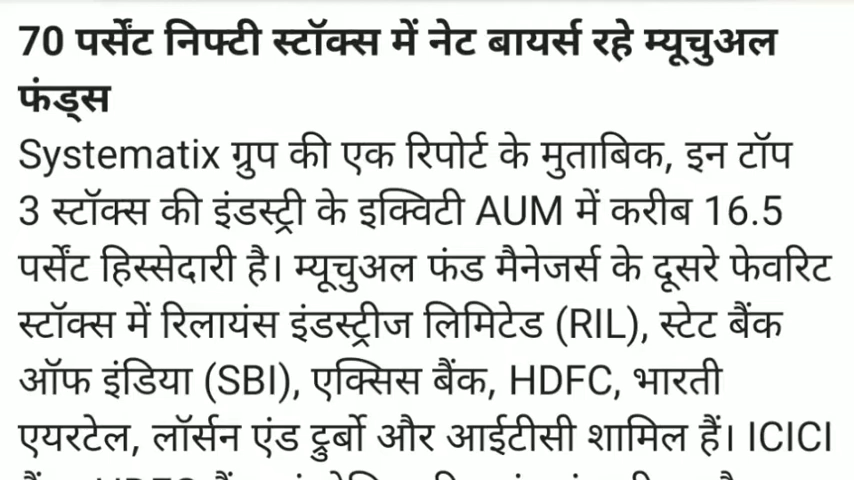 70 पर्सेंट निफ्टी स्टॉक्स में नेट बायर्स रहे म्यूचुअल
फंड्स
Systematix ग्रुप की एक रिपोर्ट के मुताबिक, इन टॉप
3 स्टॉक्स की इंडस्ट्री के इक्विटी AUM में करीब 16.5
पर्सेंट हिस्सेदारी है। म्यूचुअल फंड मैनेजर्स के दूसरे फेवरिट
स्टॉक्स में रिलायंस इंडस्ट्रीज लिमिटेड (RIL), स्टेट बैंक
ऑफ इंडिया (SBI), एक्सिस बैंक, HDFC, भारती
एयरटेल, लॉर्सन एंड टुर्बो और आईटीसी शामिल हैं। ICICI